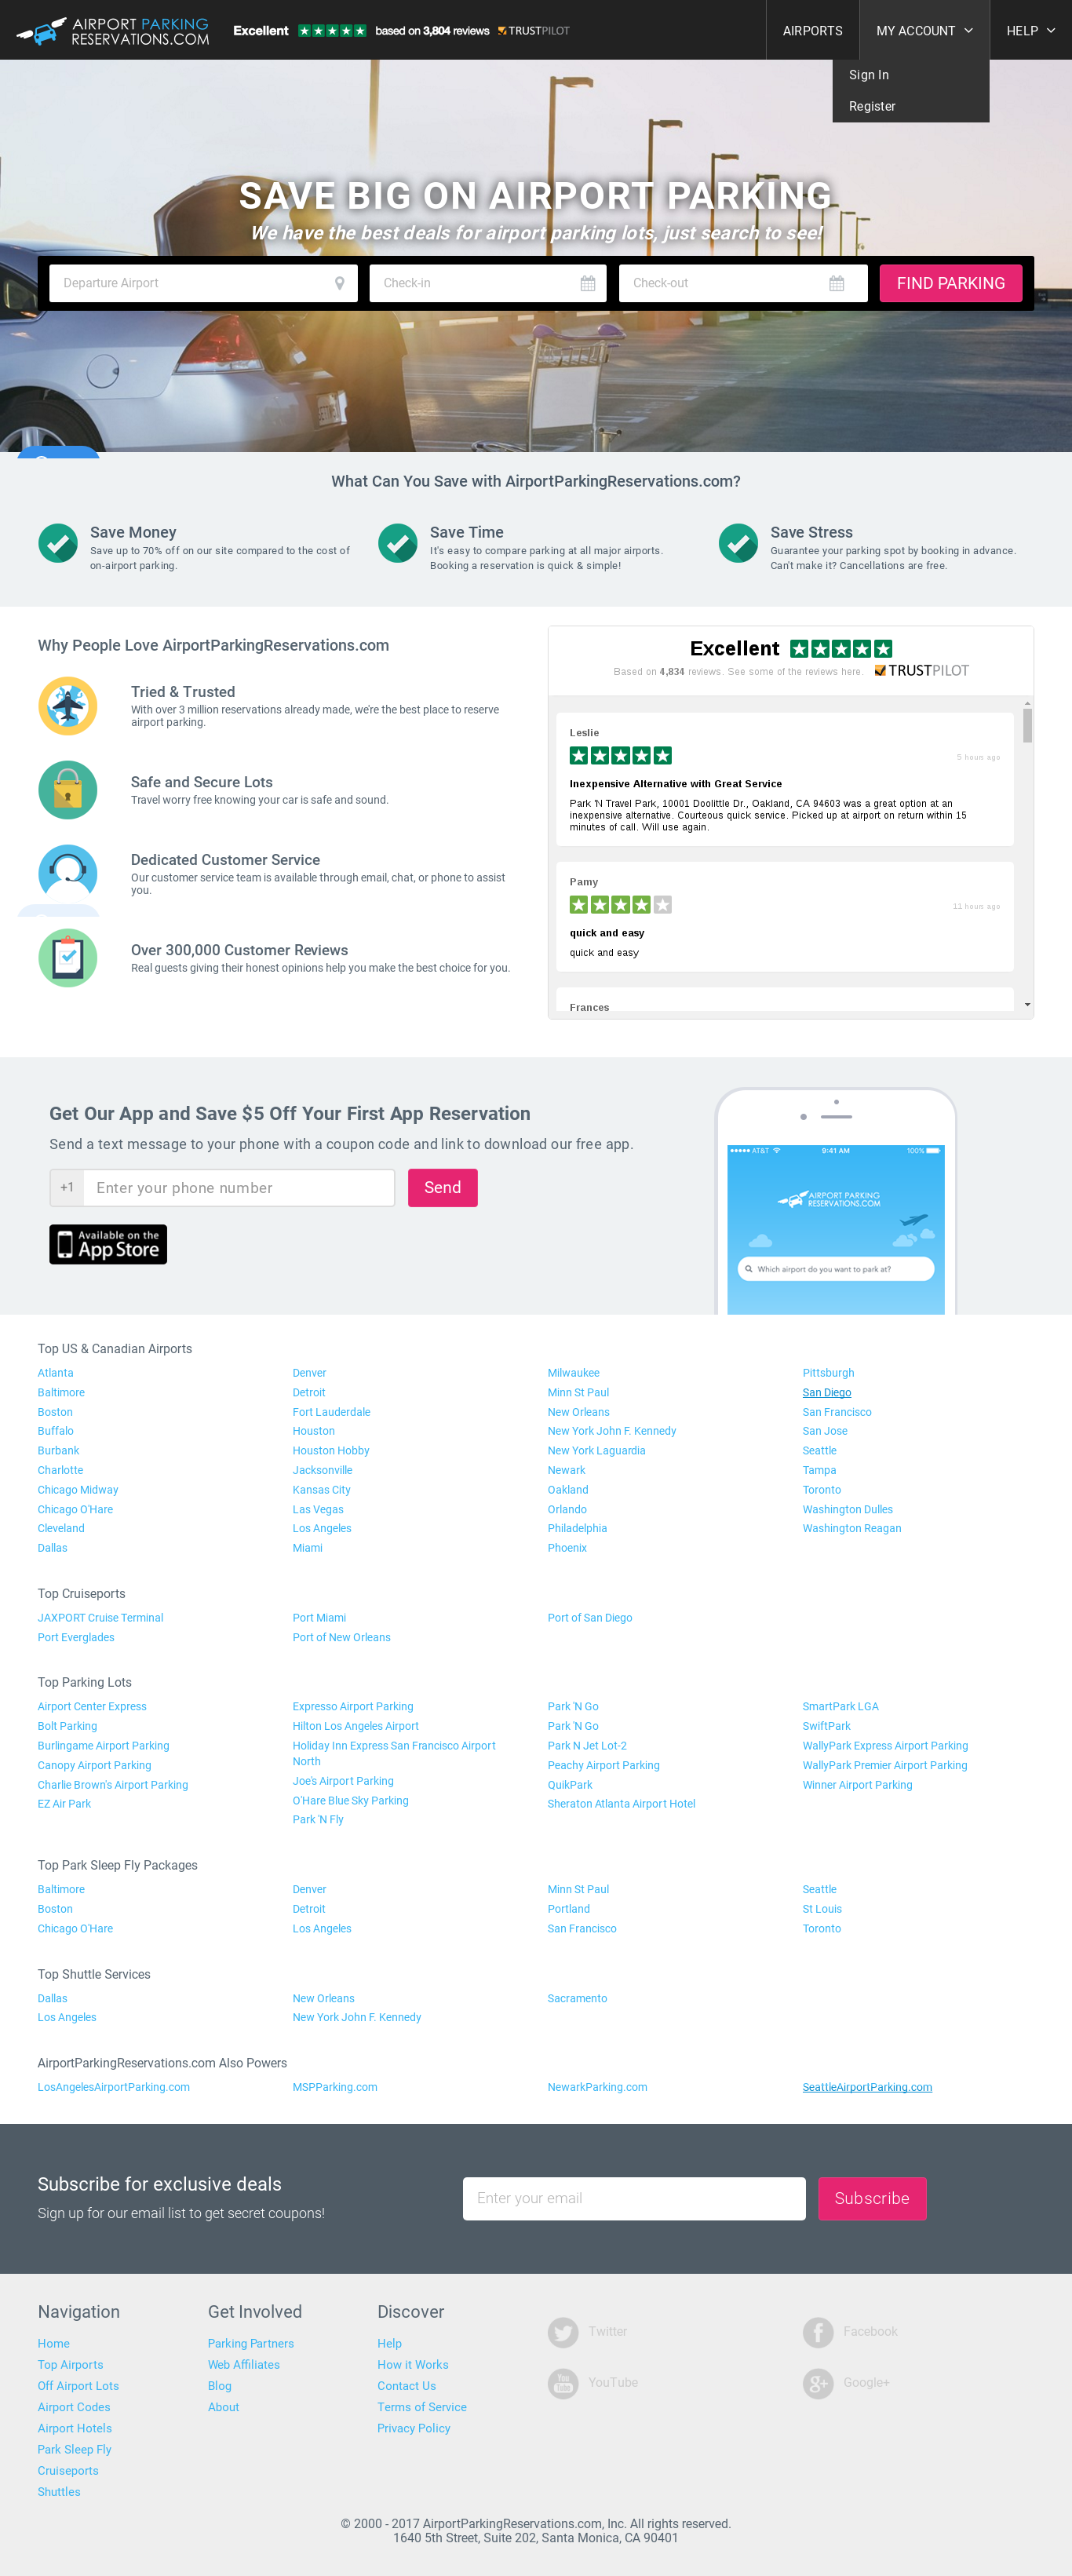 AIRPORT PARKING
RESERVATIONS.COM
Excellent based on 3,804 reviews TRUSTPILOT
AIRPORTS
MY ACCOUNT
HELP
Sign In
Register
SAVE BIG ON AIRPORT PARKING
We have the best deals for airport parking lots, just search to see!
Departure Airport
Check-in
Check-out
FIND PARKING
What Can You Save with AirportParkingReservations.com?
Save Money
Save up to 70% off on our site compared to the cost of
on-airport parking.
Save Time
It's easy to compare parking at all major airports.
Booking a reservation is quick & simple!
Save Stress
Guarantee your parking spot by booking in advance.
Can't make it? Cancellations are free.
Why People Love AirportParkingReservations.com
Tried & Trusted
With over 3 million reservations already made, we're the best place to reserve
airport parking.
Safe and Secure Lots
Travel worry free knowing your car is safe and sound.
Dedicated Customer Service
Our customer service team is available through email, chat, or phone to assist
you.
Over 300,000 Customer Reviews
Real guests giving their honest opinions help you make the best choice for you.
Excellent
Based on 4,834 reviews. See some of the reviews here. TRUSTPILOT
Leslie
5 hours ago
Inexpensive Alternative with Great Service
Park 'N Travel Park, 10001 Doolittle Dr., Oakland, CA 94603 was a great option at an
inexpensive alternative. Courteous quick service. Picked up at airport on return within 15
minutes of call. Will use again.
Pamy
11 hours ago
quick and easy
quick and easy
Frances
Get Our App and Save $5 Off Your First App Reservation
Send a text message to your phone with a coupon code and link to download our free app.
+1
Enter your phone number
Send
Available on the
App Store
AT&T
9:41 AM
100%
AIRPORT PARKING
RESERVATIONS.COM
Which airport do you want to park at?
Top US & Canadian Airports
Atlanta
Baltimore
Boston
Buffalo
Burbank
Charlotte
Chicago Midway
Chicago O'Hare
Cleveland
Dallas
Denver
Detroit
Fort Lauderdale
Houston
Houston Hobby
Jacksonville
Kansas City
Las Vegas
Los Angeles
Miami
Milwaukee
Minn St Paul
New Orleans
New York John F. Kennedy
New York Laguardia
Newark
Oakland
Orlando
Philadelphia
Phoenix
Pittsburgh
San Diego
San Francisco
San Jose
Seattle
Tampa
Toronto
Washington Dulles
Washington Reagan
Top Cruiseports
JAXPORT Cruise Terminal
Port Everglades
Port Miami
Port of New Orleans
Port of San Diego
Top Parking Lots
Airport Center Express
Bolt Parking
Burlingame Airport Parking
Canopy Airport Parking
Charlie Brown's Airport Parking
EZ Air Park
Expresso Airport Parking
Hilton Los Angeles Airport
Holiday Inn Express San Francisco Airport
North
Joe's Airport Parking
O'Hare Blue Sky Parking
Park 'N Fly
Park 'N Go
Park 'N Go
Park N Jet Lot-2
Peachy Airport Parking
QuikPark
Sheraton Atlanta Airport Hotel
SmartPark LGA
SwiftPark
WallyPark Express Airport Parking
WallyPark Premier Airport Parking
Winner Airport Parking
Top Park Sleep Fly Packages
Baltimore
Boston
Chicago O'Hare
Denver
Detroit
Los Angeles
Minn St Paul
Portland
San Francisco
Seattle
St Louis
Toronto
Top Shuttle Services
Dallas
Los Angeles
New Orleans
New York John F. Kennedy
Sacramento
AirportParkingReservations.com Also Powers
LosAngelesAirportParking.com
MSPParking.com
NewarkParking.com
SeattleAirportParking.com
Subscribe for exclusive deals
Sign up for our email list to get secret coupons!
Enter your email
Subscribe
Navigation
Home
Top Airports
Off Airport Lots
Airport Codes
Airport Hotels
Park Sleep Fly
Cruiseports
Shuttles
Get Involved
Parking Partners
Web Affiliates
Blog
About
Discover
Help
How it Works
Contact Us
Terms of Service
Privacy Policy
Twitter
You
Tube
YouTube
Facebook
Google+
© 2000 - 2017 AirportParkingReservations.com, Inc. All rights reserved.
1640 5th Street, Suite 202, Santa Monica, CA 90401